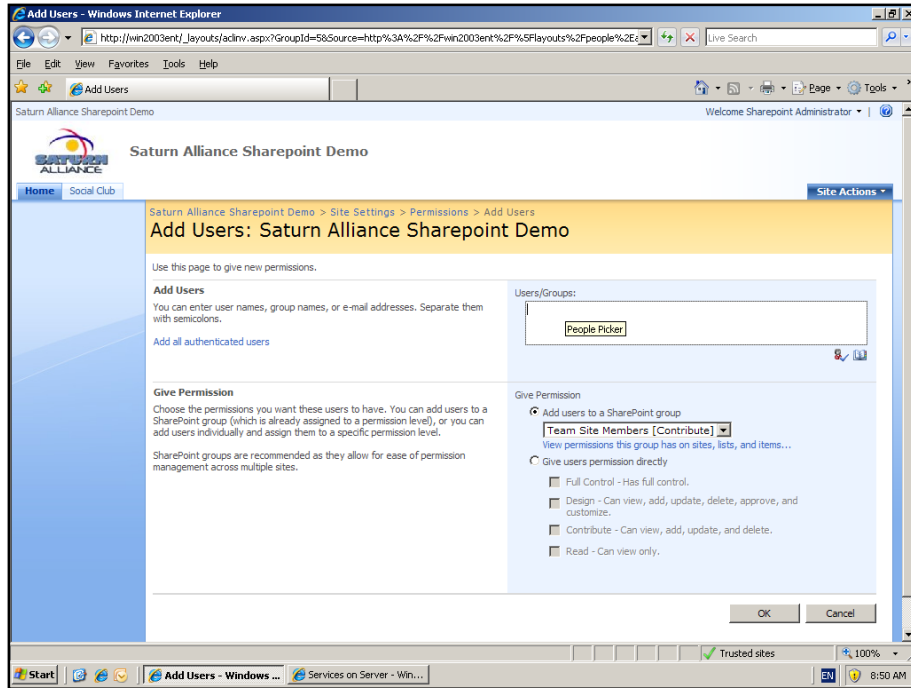 Add Users - Windows Internet Explorer
http://win2003ent/_layouts/aclinv.aspx?GroupId=5&Source=http%3A%2F%2Fwin2003ent%2F%5Flayouts%2Fpeople%2Ea
Live Search
File Edit View Favorites Tools Help
Add Users
Page Tools
Saturn Alliance Sharepoint Demo
Welcome Sharepoint Administrator
SATURN
ALLIANCE
Saturn Alliance Sharepoint Demo
Home Social Club
Site Actions
Saturn Alliance Sharepoint Demo > Site Settings > Permissions > Add Users
Add Users: Saturn Alliance Sharepoint Demo
Use this page to give new permissions.
Add Users
You can enter user names, group names, or e-mail addresses. Separate them
with semicolons.
Add all authenticated users
Users/Groups:
People Picker
Give Permission
Choose the permissions you want these users to have. You can add users to a
SharePoint group (which is already assigned to a permission level), or you can
add users individually and assign them to a specific permission level.
SharePoint groups are recommended as they allow for ease of permission
management across multiple sites.
Give Permission
Add users to a SharePoint group
Team Site Members [Contribute]
View permissions this group has on sites, lists, and items...
Give users permission directly
Full Control - Has full control.
Design - Can view, add, update, delete, approve, and
customize.
Contribute - Can view, add, update, and delete.
Read - Can view only.
OK Cancel
Trusted sites
100%
Start
Add Users - Windows ...
Services on Server - Win...
EN
8:50 AM